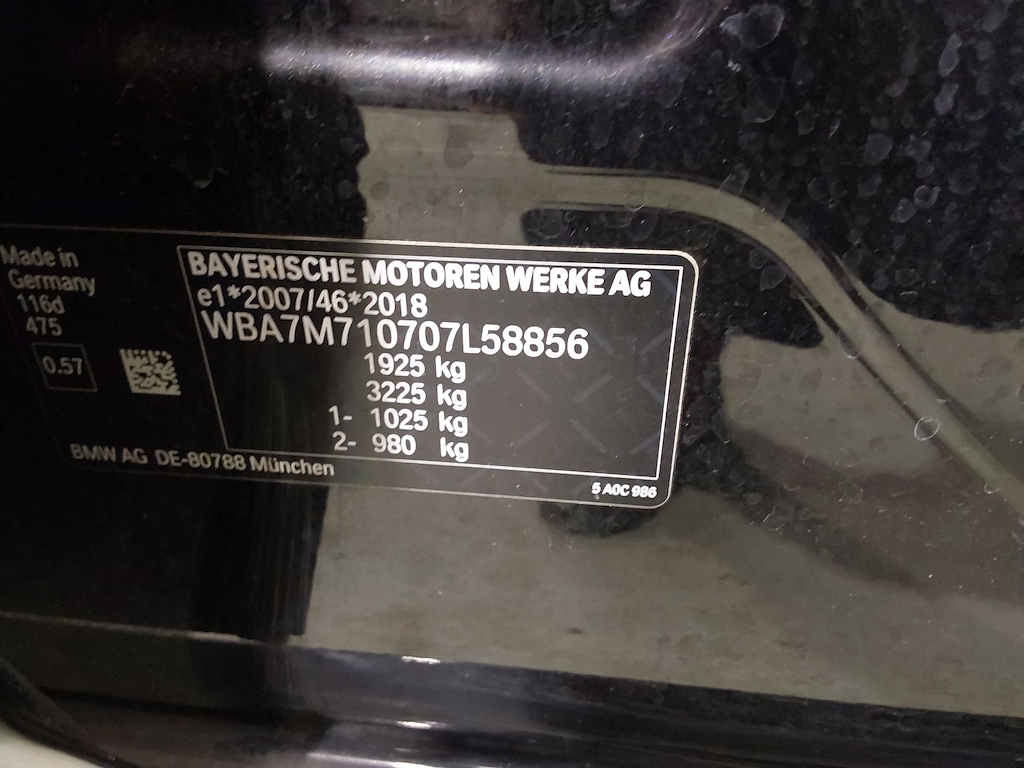 Made in
Germany
116d
475
0.57
BAYERISCHE MOTOREN WERKE AG
e1*2007/46*2018
WBA7M710707L58856
1925 kg
3225 kg
1- 1025 kg
2- 980 kg
BMW AG DE-80788 München
5 A0C 986